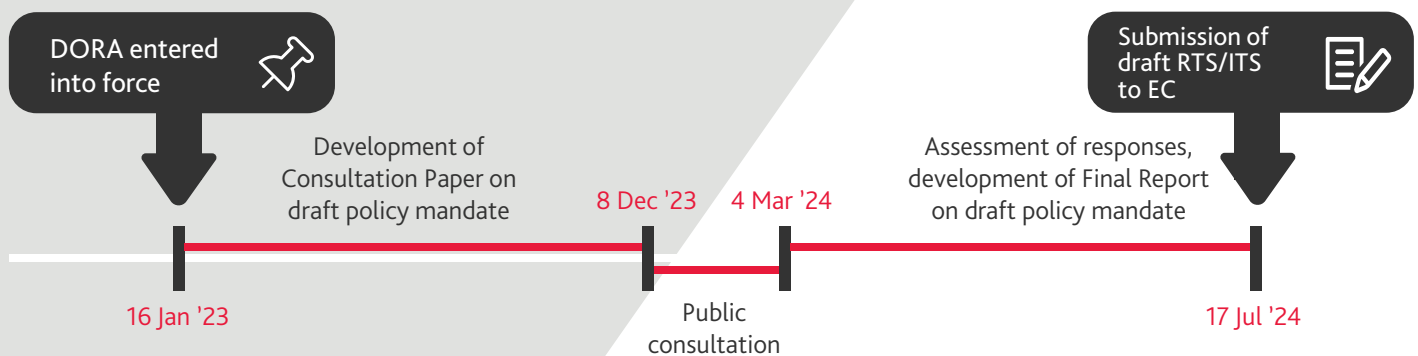 DORA entered
into force
Submission of
draft RTS/ITS
to EC
Development of
Consultation Paper on
draft policy mandate
Assessment of responses,
development of Final Report
on draft policy mandate
8 Dec ’23
4 Mar ’24
16 Jan ’23
Public
consultation
17 Jul ’24